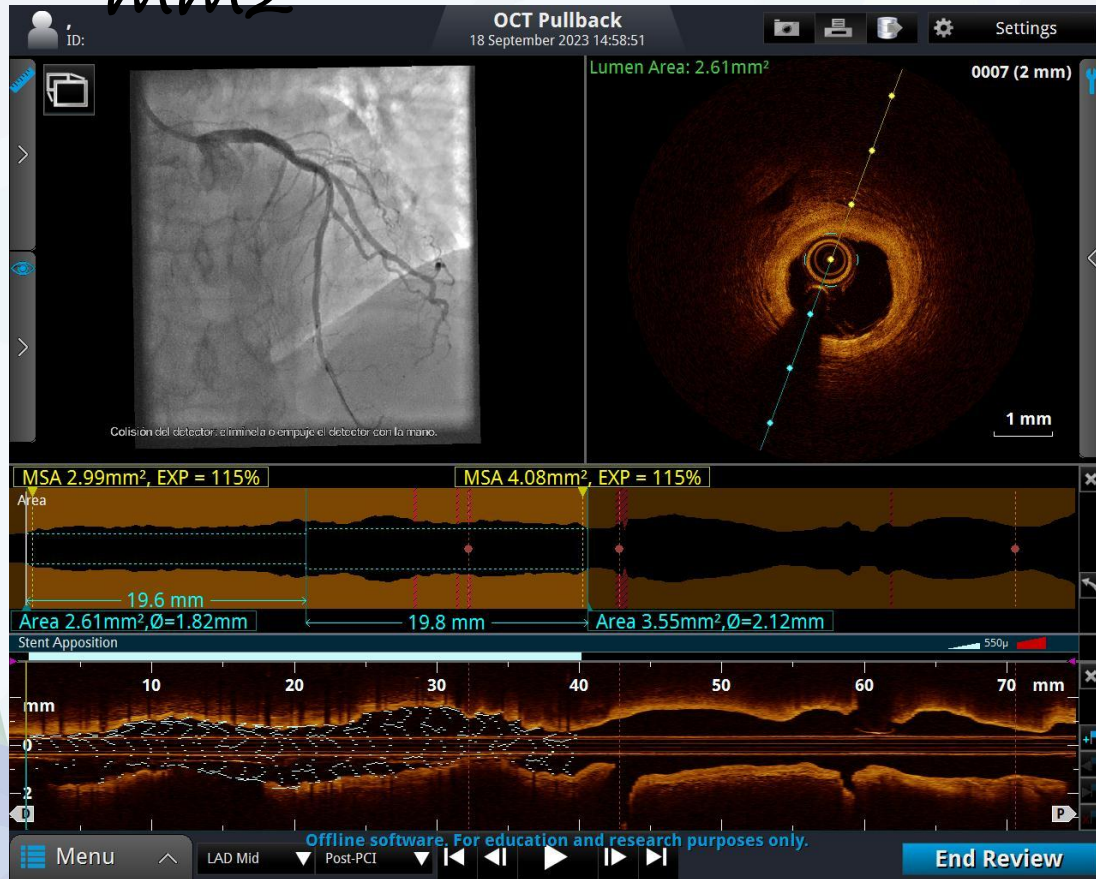 mm2
ID:
OCT Pullback
18 September 2023 14:58:51
Settings
Lumen Area: 2.61mm²
0007 (2 mm)
1 mm
Colisión del detector. elimínela o empuje el detector con la mano.
MSA 2.99mm², EXP = 115%
MSA 4.08mm², EXP = 115%
Area
19.6 mm
19.8 mm
Area 2.61mm²,Ø=1.82mm
Area 3.55mm²,Ø=2.12mm
Stent Apposition
550µ
10 20 30 40 50 60 70 mm
mm
0
2
D
P
Offline software. For education and research purposes only.
Menu
LAD Mid
Post-PCI
End Review